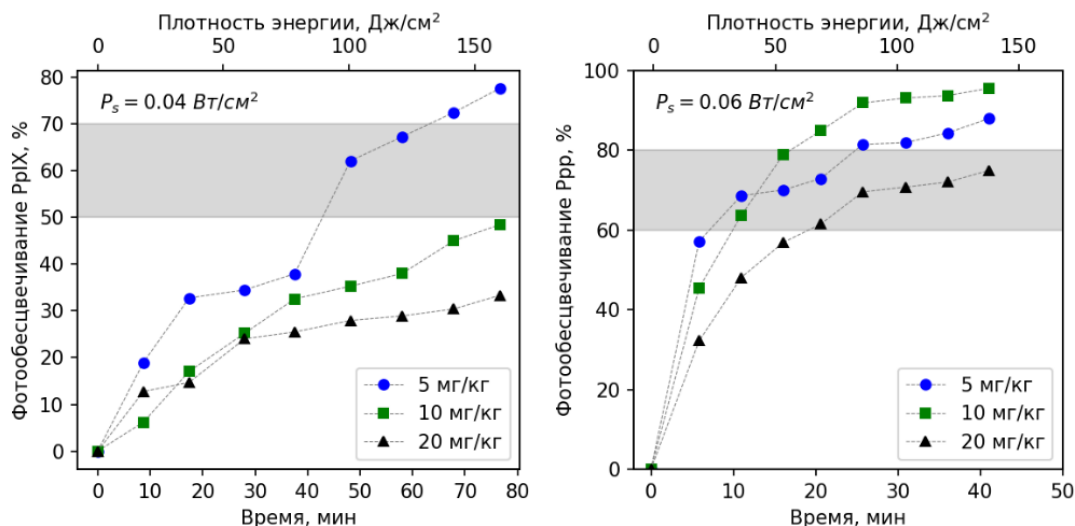 Плотность энергии, Дж/см²
0 50 100 150
80
70
60
50
40
30
20
10
0
Фотообесцвечивание PpIX, %
P_s = 0.04 Вт/см²
5 мг/кг
10 мг/кг
20 мг/кг
0 10 20 30 40 50 60 70 80
Время, мин
Плотность энергии, Дж/см²
0 50 100 150
100
80
60
40
20
0
Фотообесцвечивание Ppp, %
P_s = 0.06 Вт/см²
5 мг/кг
10 мг/кг
20 мг/кг
0 10 20 30 40 50
Время, мин